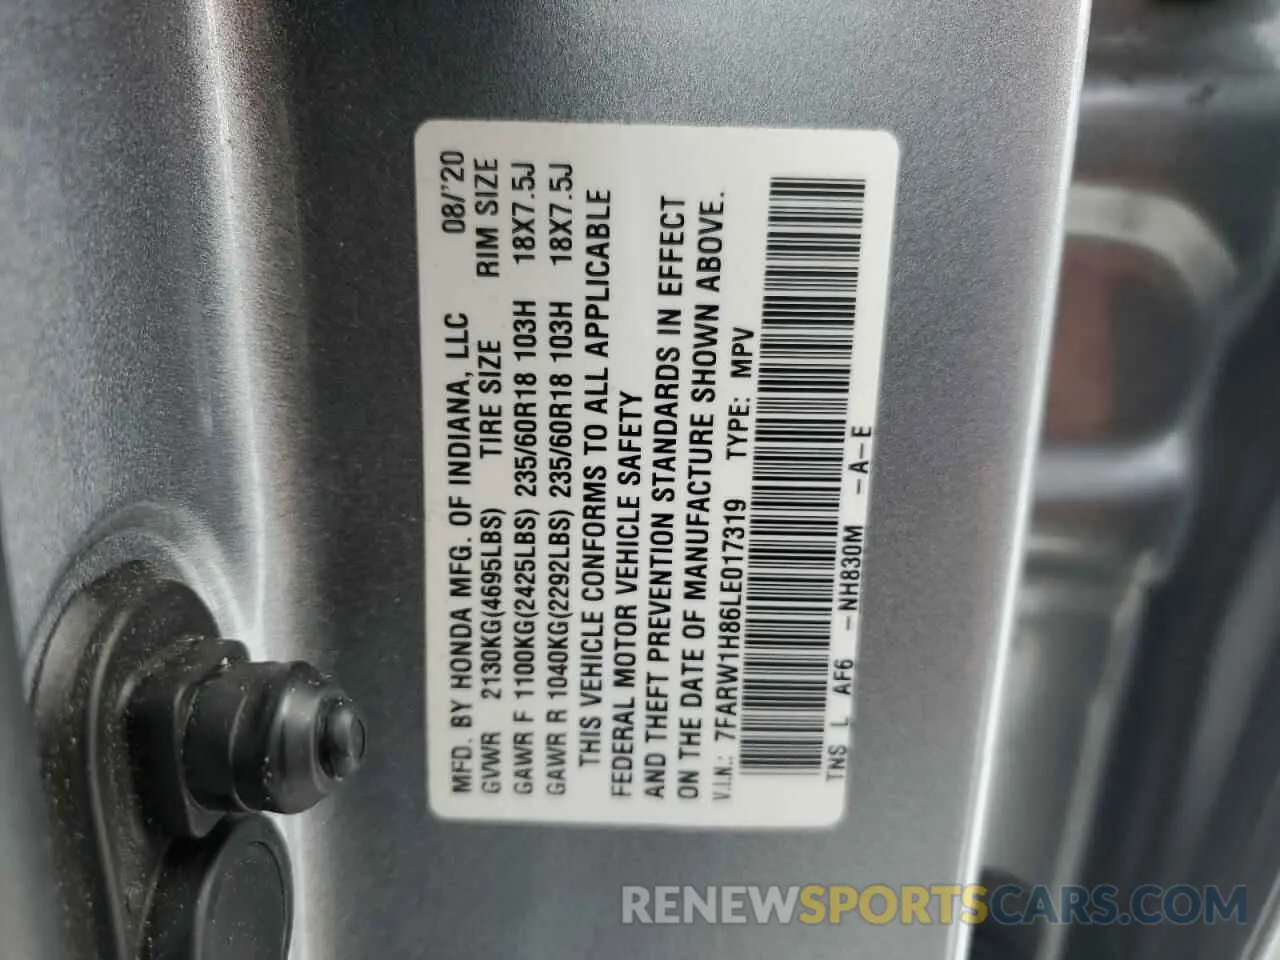 MFD. BY HONDA MFG. OF INDIANA, LLC 08/'20
GVWR 2130KG(4695LBS) TIRE SIZE RIM SIZE
GAWR F 1100KG(2425LBS) 235/60R18 103H 18X7.5J
GAWR R 1040KG(2292LBS) 235/60R18 103H 18X7.5J
THIS VEHICLE CONFORMS TO ALL APPLICABLE
FEDERAL MOTOR VEHICLE SAFETY
AND THEFT PREVENTION STANDARDS IN EFFECT
ON THE DATE OF MANUFACTURE SHOWN ABOVE.
V.I.N.: 7FARW1H86LE017319 TYPE: MPV
TNS L AF6 -NH830M -A-E
RENEWSPORTSCARS.COM